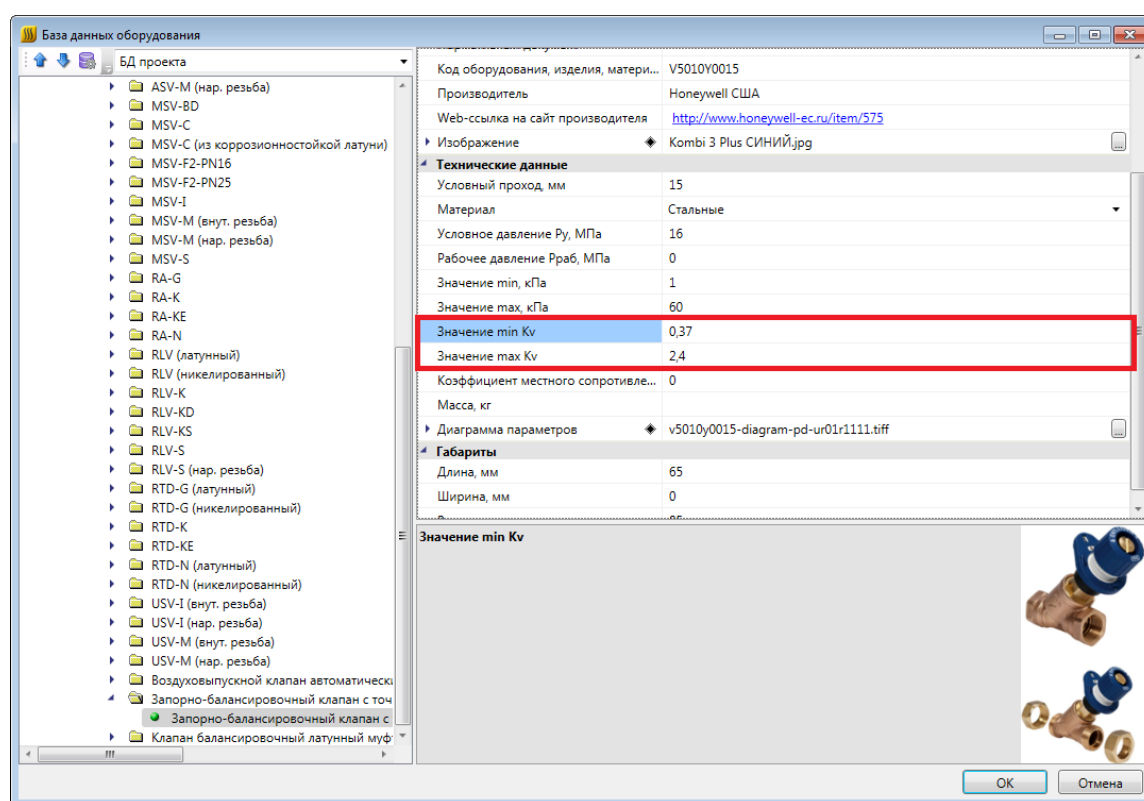 База данных оборудования
БД проекта
ASV-M (нар. резьба)
MSV-BD
MSV-C
MSV-C (из коррозионностойкой латуни)
MSV-F2-PN16
MSV-F2-PN25
MSV-I
MSV-M (внут. резьба)
MSV-M (нар. резьба)
MSV-S
RA-G
RA-K
RA-KE
RA-N
RLV (латунный)
RLV (никелированный)
RLV-K
RLV-KD
RLV-KS
RLV-S
RLV-S (нар. резьба)
RTD-G (латунный)
RTD-G (никелированный)
RTD-K
RTD-KE
RTD-N (латунный)
RTD-N (никелированный)
USV-I (внут. резьба)
USV-I (нар. резьба)
USV-M (внут. резьба)
USV-M (нар. резьба)
Воздуховыпускной клапан автоматически
Запорно-балансировочный клапан с точ
Запорно-балансировочный клапан с
Клапан балансировочный латунный муф
Код оборудования, изделия, матери... V5010Y0015
Производитель Honeywell США
Web-ссылка на сайт производителя http://www.honeywell-ec.ru/item/575
Изображение Kombi 3 Plus СИНИЙ.jpg ...
Технические данные
Условный проход, мм 15
Материал Стальные
Условное давление Ру, МПа 16
Рабочее давление Рраб, МПа 0
Значение min, кПа 1
Значение max, кПа 60
Значение min Kv 0,37
Значение max Kv 2,4
Коэффициент местного сопротивле... 0
Масса, кг
Диаграмма параметров v5010y0015-diagram-pd-ur01r1111.tiff ...
Габариты
Длина, мм 65
Ширина, мм 0
Значение min Kv
OK Отмена